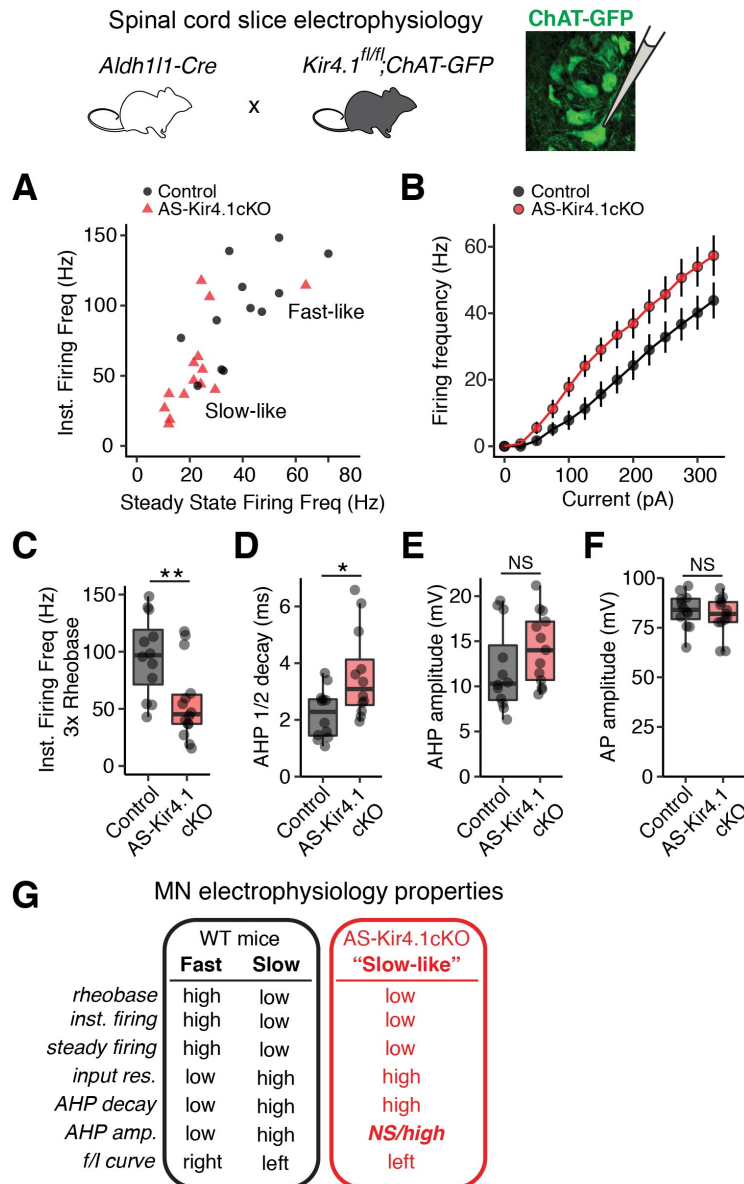 Spinal cord slice electrophysiology
Aldh1l1-Cre
x
Kir4.1fl/fl;ChAT-GFP
ChAT-GFP
A
Control
AS-Kir4.1cKO
Inst. Firing Freq (Hz)
150
100
50
0
Fast-like
Slow-like
0 20 40 60 80
Steady State Firing Freq (Hz)
B
Control
AS-Kir4.1cKO
Firing frequency (Hz)
60
40
20
0
0 100 200 300
Current (pA)
C
**
Inst. Firing Freq (Hz)
3x Rheobase
150
100
50
0
Control
AS-Kir4.1
cKO
D
*
AHP 1/2 decay (ms)
6
4
2
0
Control
AS-Kir4.1
cKO
E
NS
AHP amplitude (mV)
20
15
10
5
0
Control
AS-Kir4.1
cKO
F
NS
AP amplitude (mV)
100
75
50
25
0
Control
AS-Kir4.1
cKO
G
MN electrophysiology properties
WT mice AS-Kir4.1cKO
Fast Slow “Slow-like”
rheobase high low low
inst. firing high low low
steady firing high low low
input res. low high high
AHP decay low high high
AHP amp. low high NS/high
f/I curve right left left